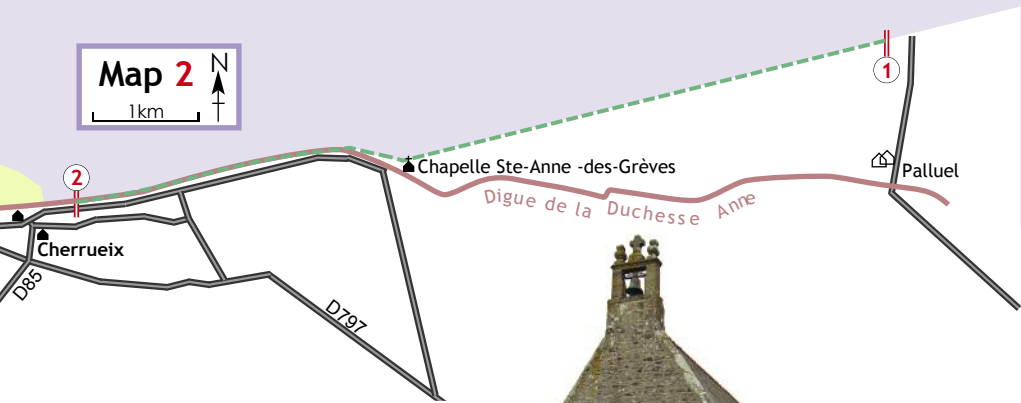 Map 2
N
1km
1
Chapelle Ste-Anne -des-Grèves
Palluel
2
Digue de la Duchesse Anne
Cherrueix
D85
D797